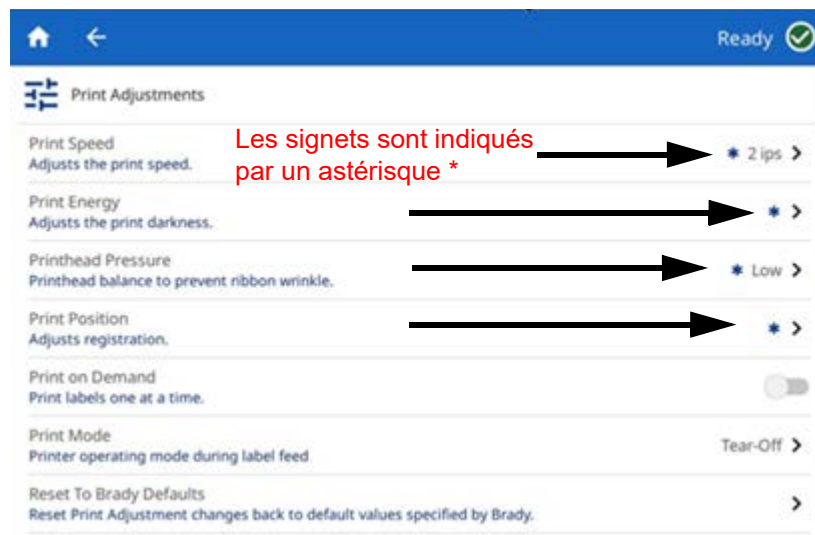 Ready
Print Adjustments
Print Speed
Adjusts the print speed.
Les signets sont indiqués
par un astérisque *
* 2 ips
Print Energy
Adjusts the print darkness.
*
Printhead Pressure
Printhead balance to prevent ribbon wrinkle.
* Low
Print Position
Adjusts registration.
*
Print on Demand
Print labels one at a time.
Print Mode
Printer operating mode during label feed
Tear-Off
Reset To Brady Defaults
Reset Print Adjustment changes back to default values specified by Brady.